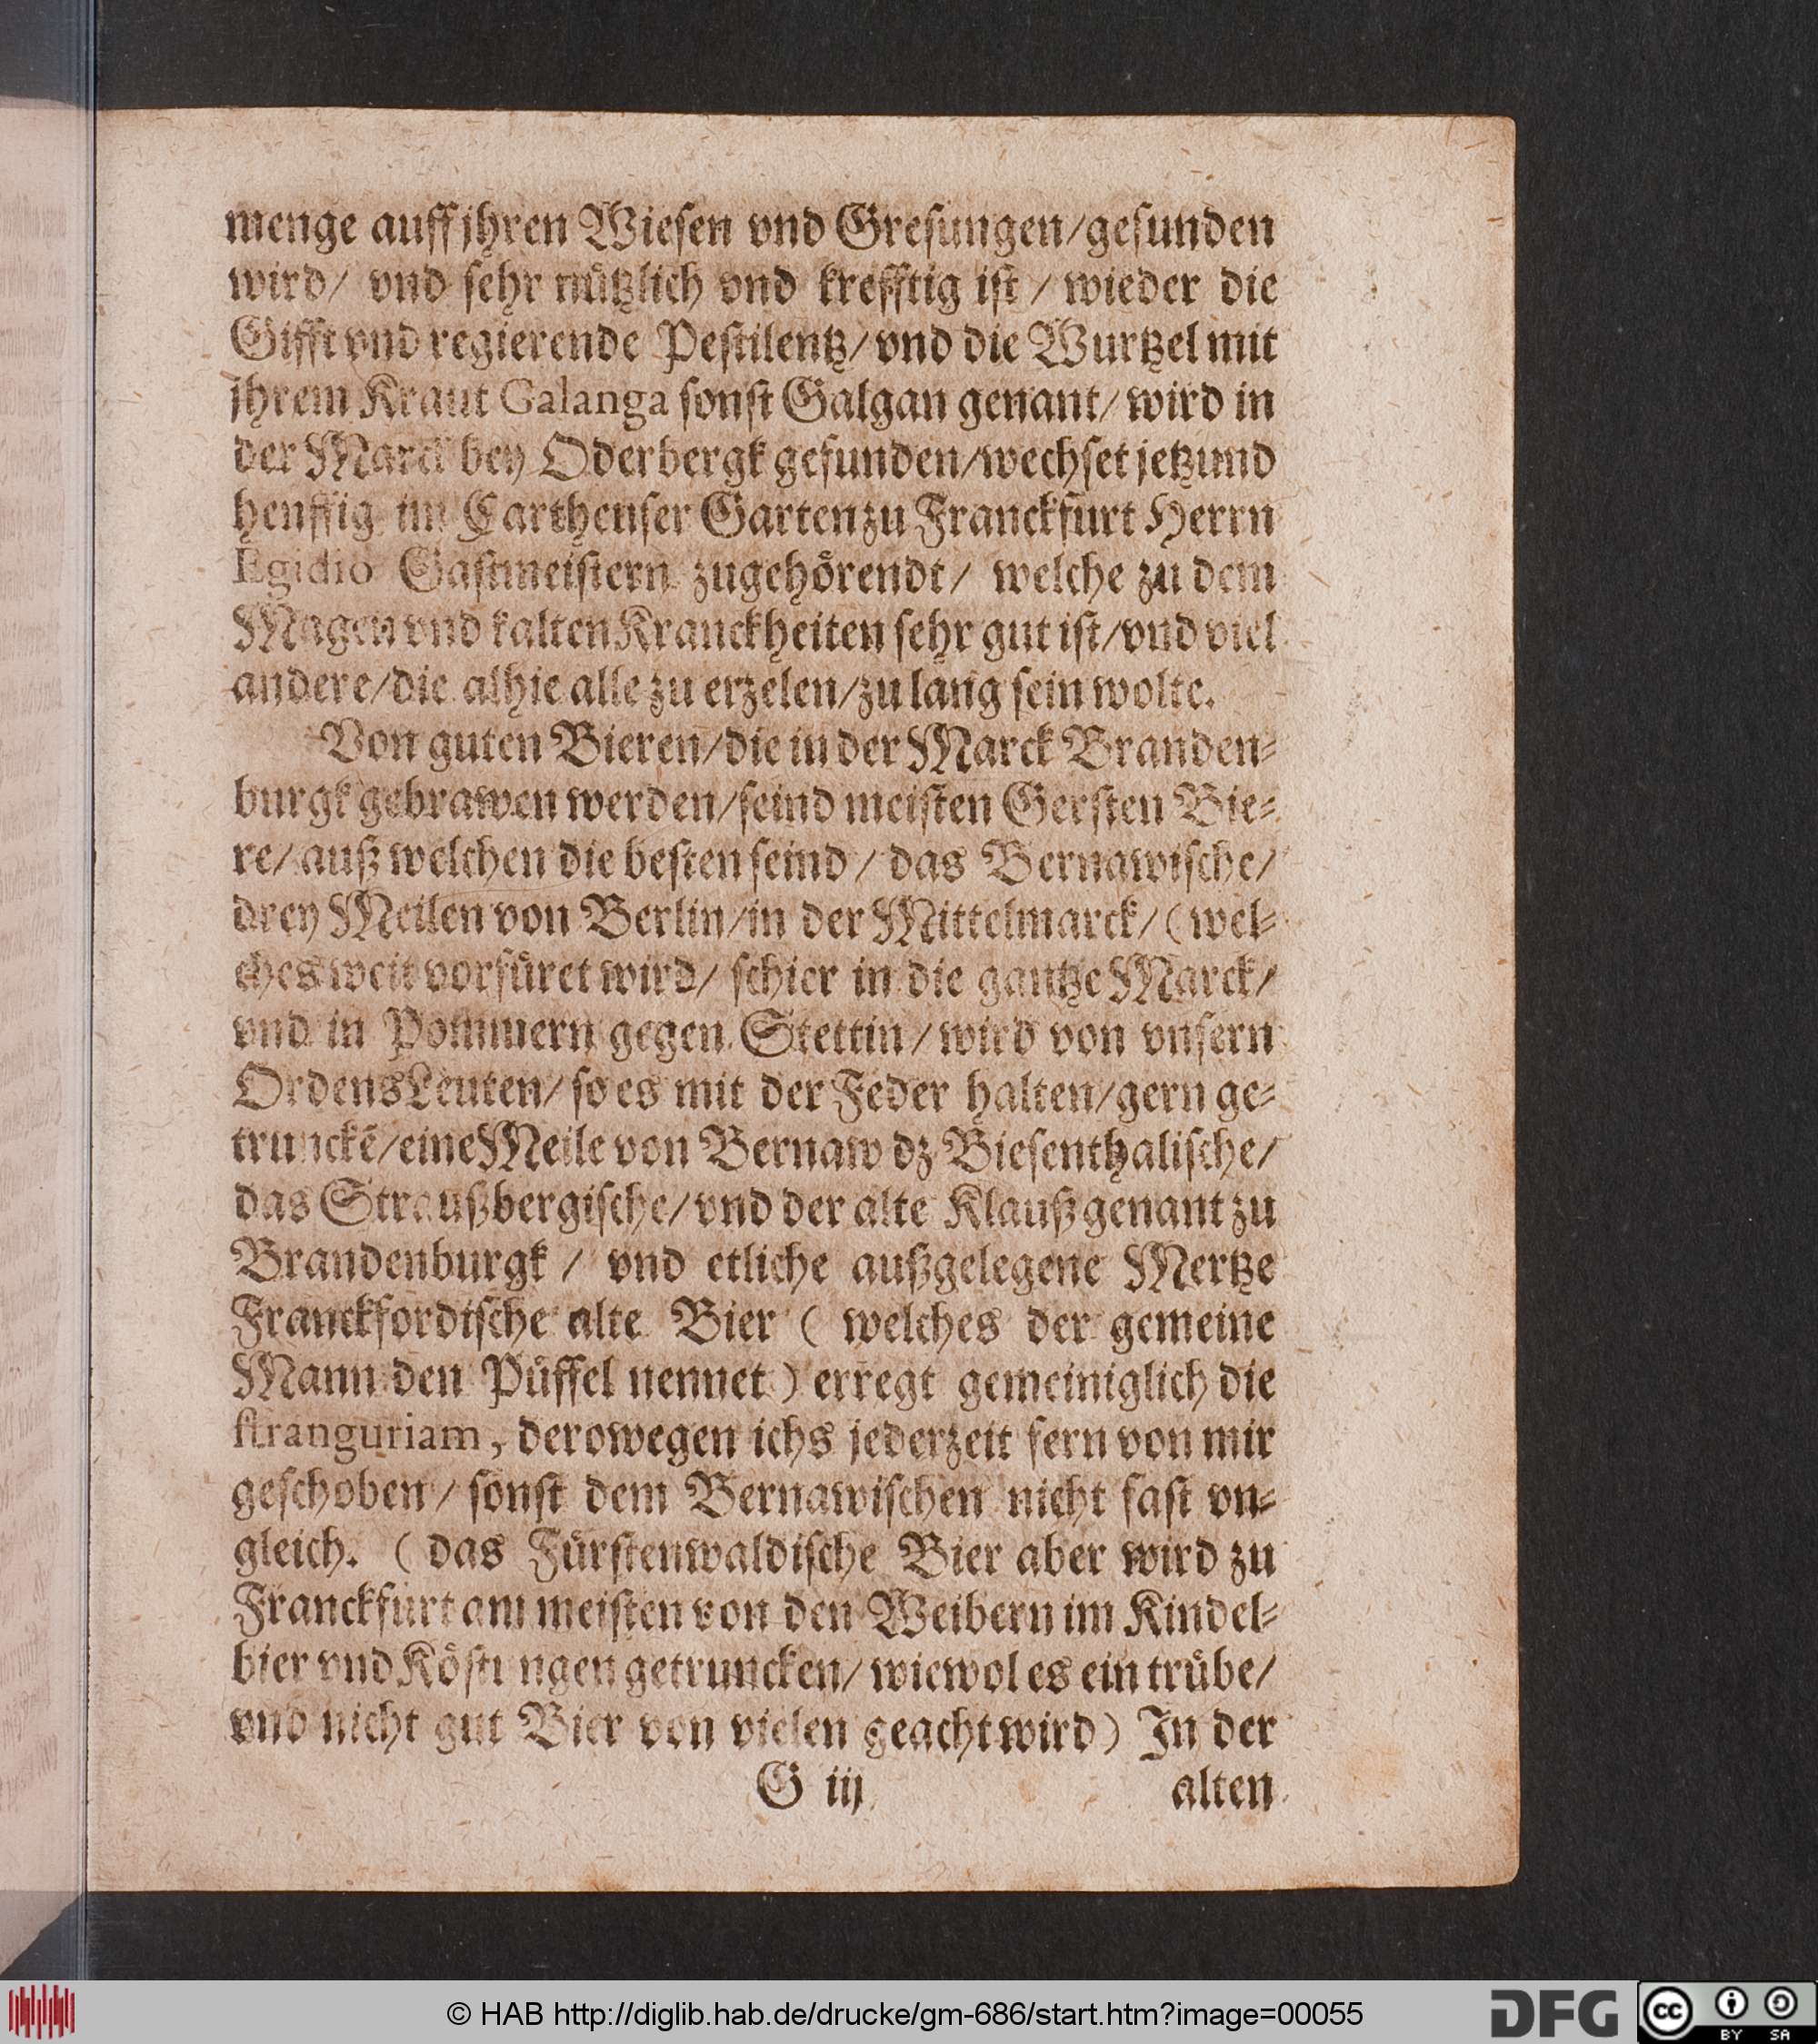 menge auff jhren Wiesen vnd Gresungen/gefunden
wird/ vnd sehr nützlich vnd krefftig ist / wieder die
Gifft vnd regierende Pestilentz/vnd die Wurtzel mit
jhrem Kraut Galanga sonst Galgan genant/wird in
der Marck bey Oderbergk gefunden/wechset jetzund
henffig im Carthenser Garten zu Franckfurt Herrn
Egidio Gastmeistern zugehörendt/ welche zu dem
Magen vnd kalten Kranckheiten sehr gut ist/vnd viel
andere/die alhie alle zu erzelen/zu lang sein wolte.
Von guten Bieren/die in der Marck Branden⸗
burgk gebrawen werden/seind meisten Gersten Bie⸗
re/ auß welchen die besten seind / das Bernawische/
drey Meilen von Berlin/in der Mittelmarck/ (wel⸗
ches weit vorfüret wird/ schier in die gantze Marck/
vnd in Pommern gegen Stettin/wird von vnsern
OrdensLeuten/ so es mit der Feder halten/gern ge⸗
trunckē/eine Meile von Bernaw dz Biesenthalische/
das Straußbergische/vnd der alte Klauß genant zu
Brandenburgk / vnd etliche außgelegene Mertze
Franckfordische alte Bier ( welches der gemeine
Mann den Püffel nennet) erregt gemeiniglich die
stranguriam, derowegen ichs jederzeit fern von mir
geschoben/ sonst dem Bernawischen nicht fast vn⸗
gleich. ( das Fürstenwaldische Bier aber wird zu
Franckfurt am meisten von den Weibern im Kindel⸗
bier vnd Köstungen getruncken/ wiewol es ein trübe/
vnd nicht gut Bier von vielen geacht wird) In der
G iij alten
© HAB http://diglib.hab.de/drucke/gm-686/start.htm?image=00055
DFG
cc BY SA